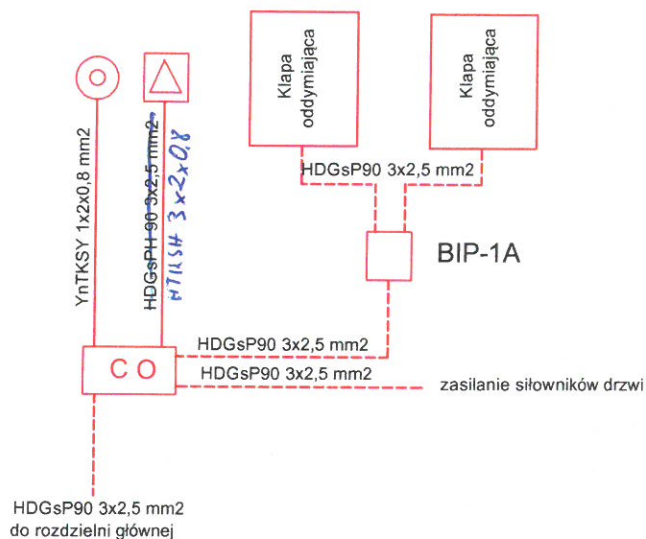 Klapa
oddymiająca
Klapa
oddymiająca
HDGsP90 3x2,5 mm2
YnTKSY 1x2x0,8 mm2
HDGsPH 90 3x2,5 mm2
HTKSH 3x2x0,8
BIP-1A
HDGsP90 3x2,5 mm2
C O
HDGsP90 3x2,5 mm2
zasilanie siłowników drzwi
HDGsP90 3x2,5 mm2
do rozdzielni głównej